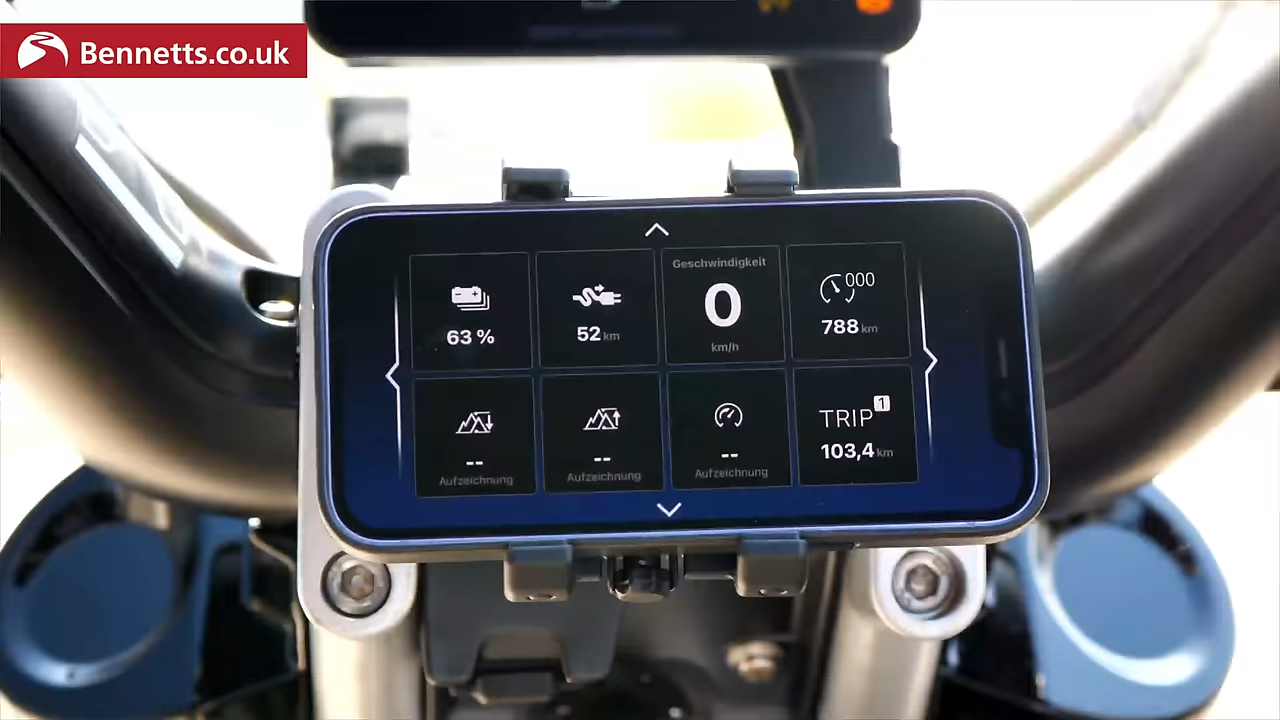 Bennetts.co.uk
63 %
52 km
Geschwindigkeit
0
km/h
000
788 km
--
Aufzeichnung
--
Aufzeichnung
--
Aufzeichnung
TRIP 1
103,4 km